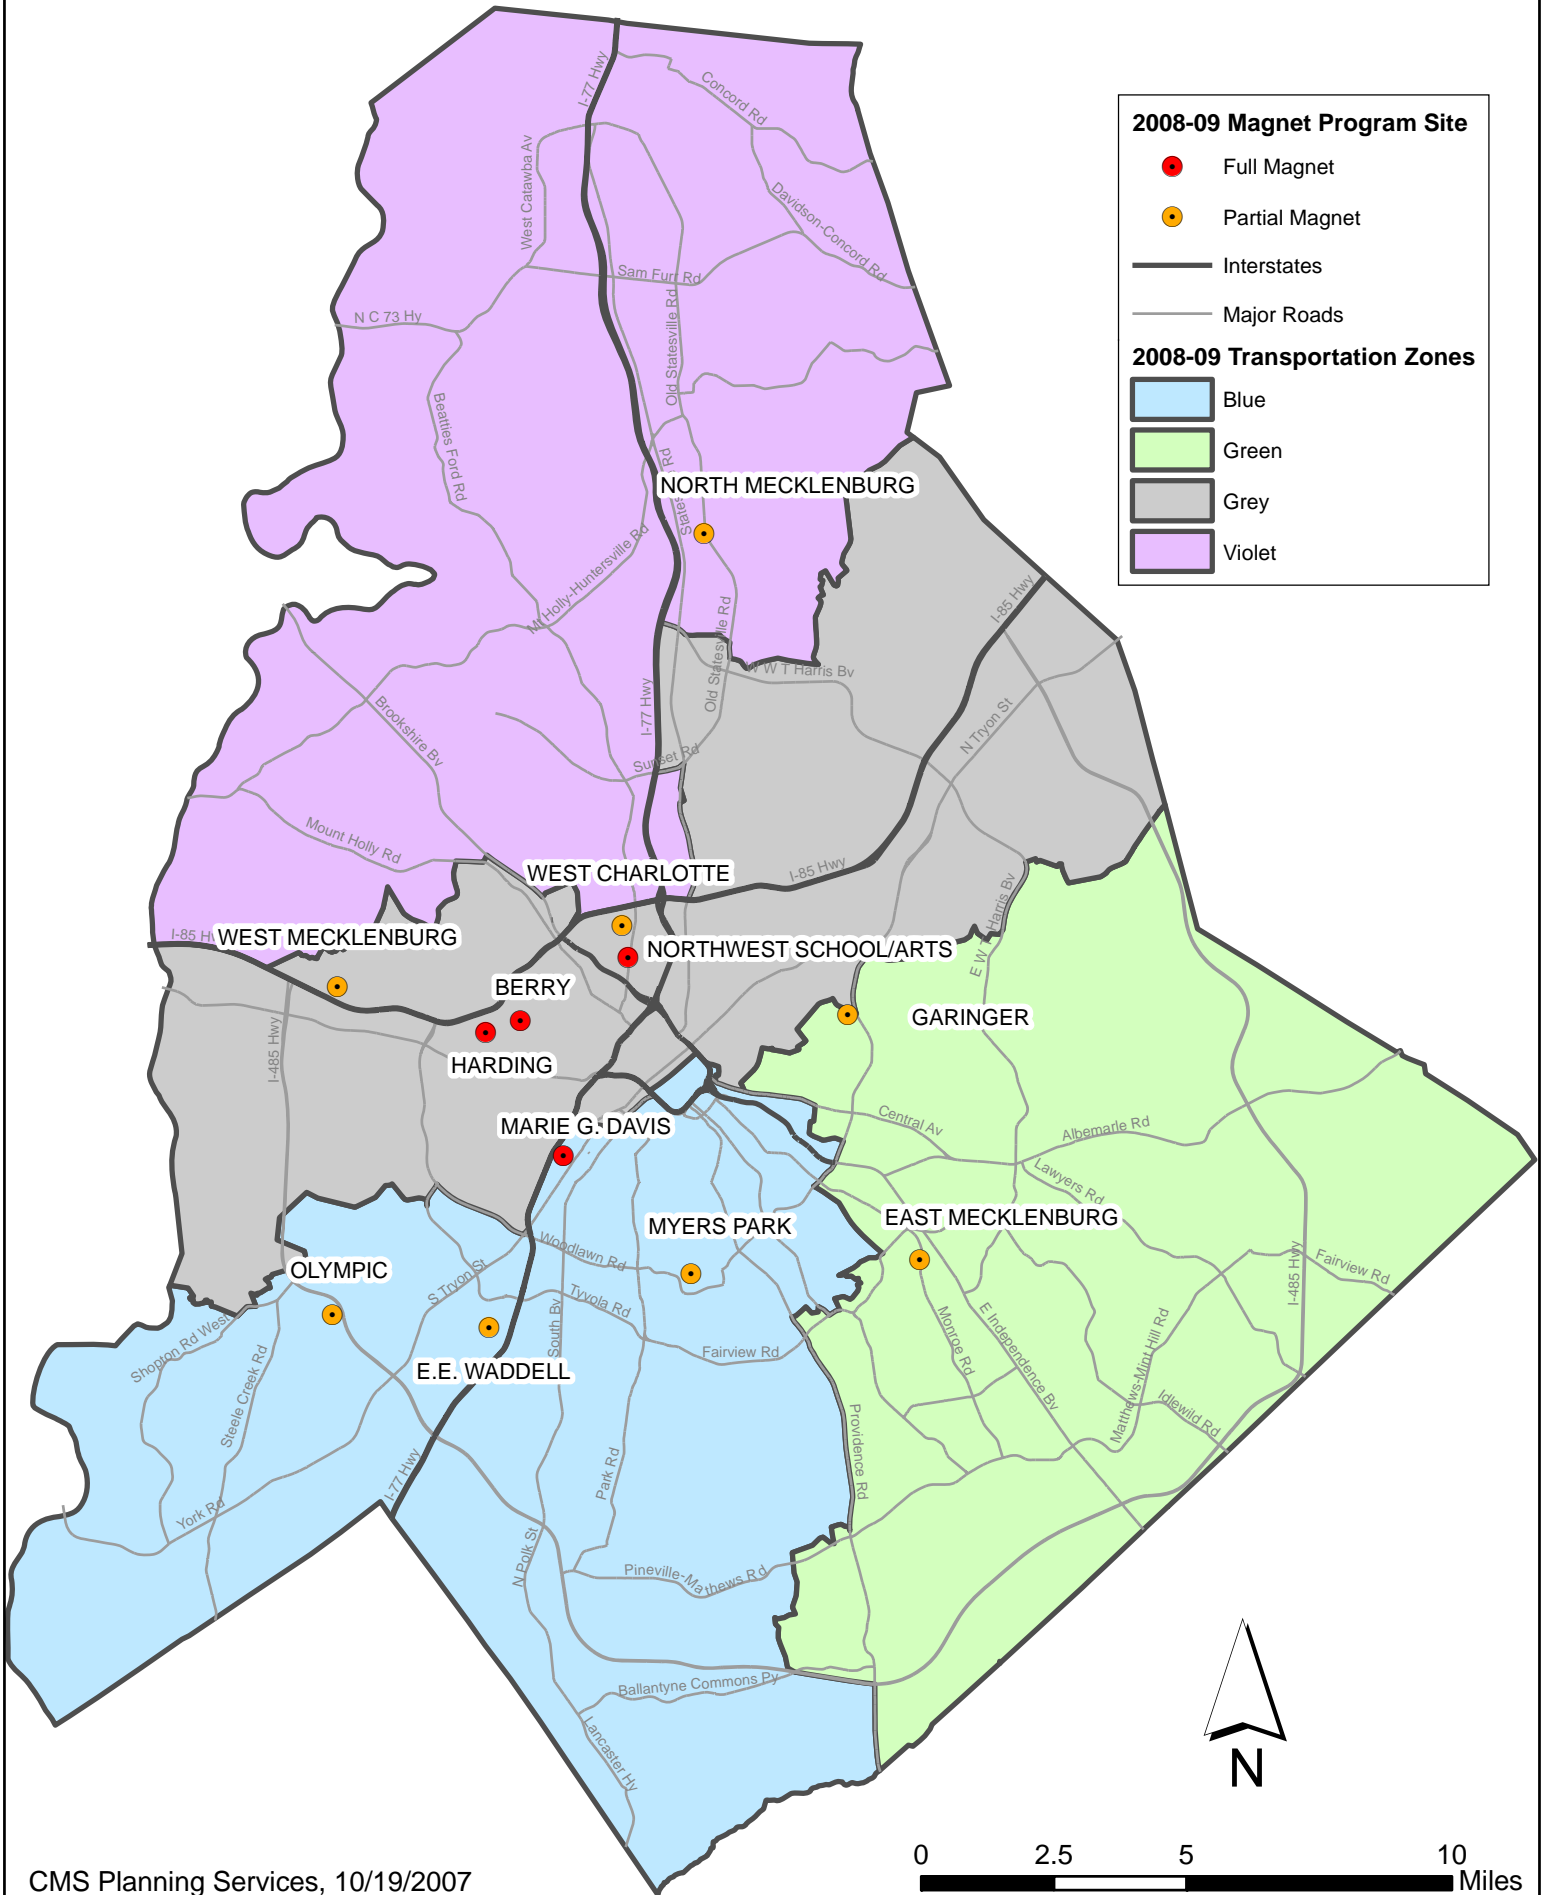 2008-09 Magnet Program Site
Full Magnet
Partial Magnet
Interstates
Major Roads
2008-09 Transportation Zones
Blue
Green
Grey
Violet
I-77 Hwy
Concord Rd
West Catawba Av
Davidson-Concord Rd
Sam Furr Rd
N C 73 Hy
Old Statesville Rd
Beatties Ford Rd
NORTH MECKLENBURG
Mt Holly-Huntersville Rd
I-85 Hwy
Old Statesville Rd
W W T Harris Bv
I-77 Hwy
N Tryon St
Brookshire Bv
Sunset Rd
Mount Holly Rd
WEST CHARLOTTE
I-85 Hwy
E W T Harris Bv
I-85
WEST MECKLENBURG
NORTHWEST SCHOOL/ARTS
BERRY
GARINGER
I-485 Hwy
HARDING
MARIE G. DAVIS
Central Av
Albemarle Rd
Lawyers Rd
MYERS PARK
EAST MECKLENBURG
Woodlawn Rd
OLYMPIC
S Tryon St
Tyvola Rd
I-485 Hwy
Fairview Rd
Shopton Rd West
South Bv
Monroe Rd
E Independence Bv
Matthews-Mint Hill Rd
Fairview Rd
E.E. WADDELL
Steele Creek Rd
Idlewild Rd
Providence Rd
Park Rd
I-77 Hwy
York Rd
N Polk St
Pineville-Mathews Rd
Ballantyne Commons Py
Lancaster Hy
N
0 2.5 5 10
Miles
CMS Planning Services, 10/19/2007